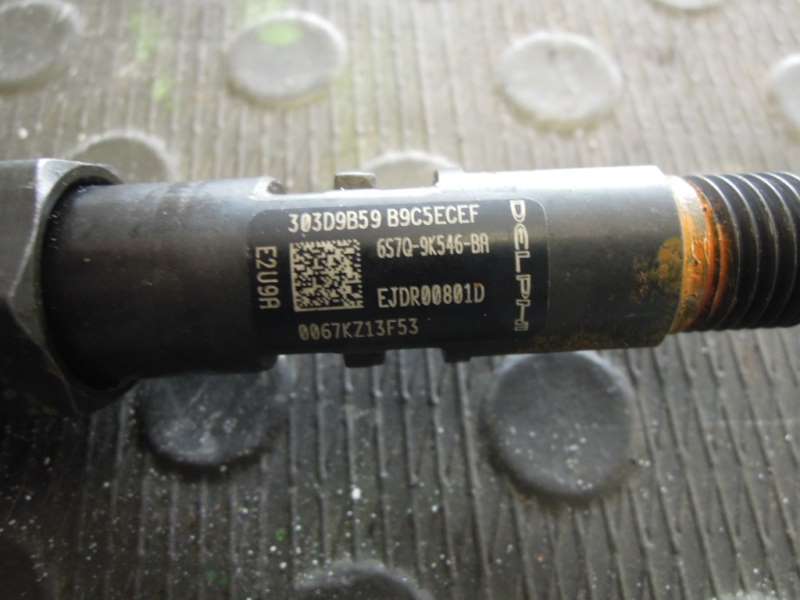 303D9B59 B9C5ECEF
6S7Q-9K546-BA
EJDR00801D
0067KZ13F53
E2U9A
DELPHI